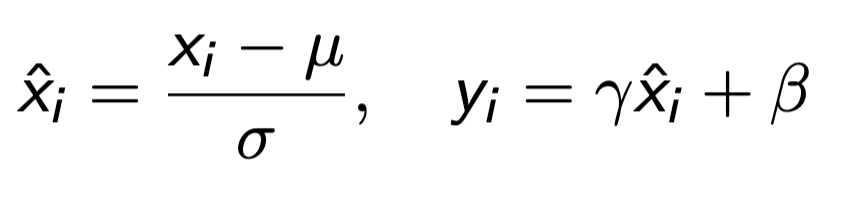 x̂ᵢ = (xᵢ − μ) / σ,  yᵢ = γx̂ᵢ + β